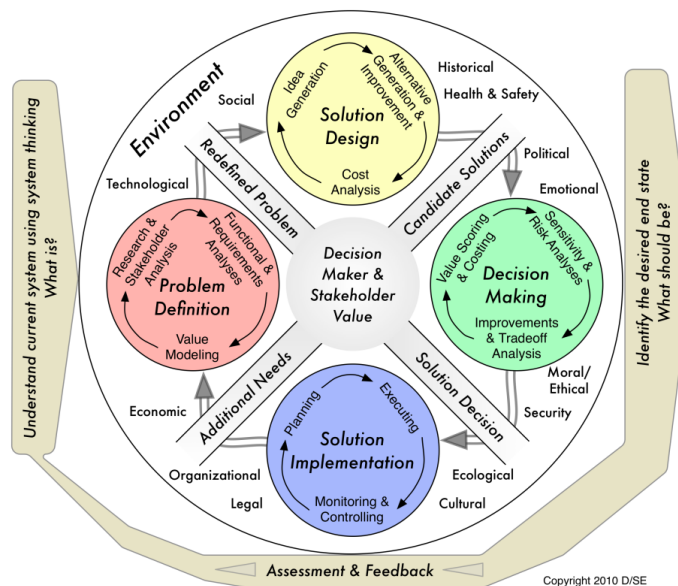 Environment
Social
Historical
Health & Safety
Political
Emotional
Technological
Idea
Generation
Alternative
Generation &
Improvement
Solution
Design
Cost
Analysis
Redefined Problem
Candidate Solutions
Research &
Stakeholder
Analysis
Functional &
Requirements
Analyses
Problem
Definition
Value
Modeling
Decision
Maker &
Stakeholder
Value
Value Scoring
& Costing
Sensitivity &
Risk Analyses
Decision
Making
Improvements
& Tradeoff
Analysis
Additional Needs
Solution Decision
Moral/
Ethical
Security
Economic
Planning
Executing
Solution
Implementation
Monitoring &
Controlling
Organizational
Legal
Ecological
Cultural
Understand current system using system thinking
What is?
Identify the desired end state
What should be?
Assessment & Feedback
Copyright 2010 D/SE